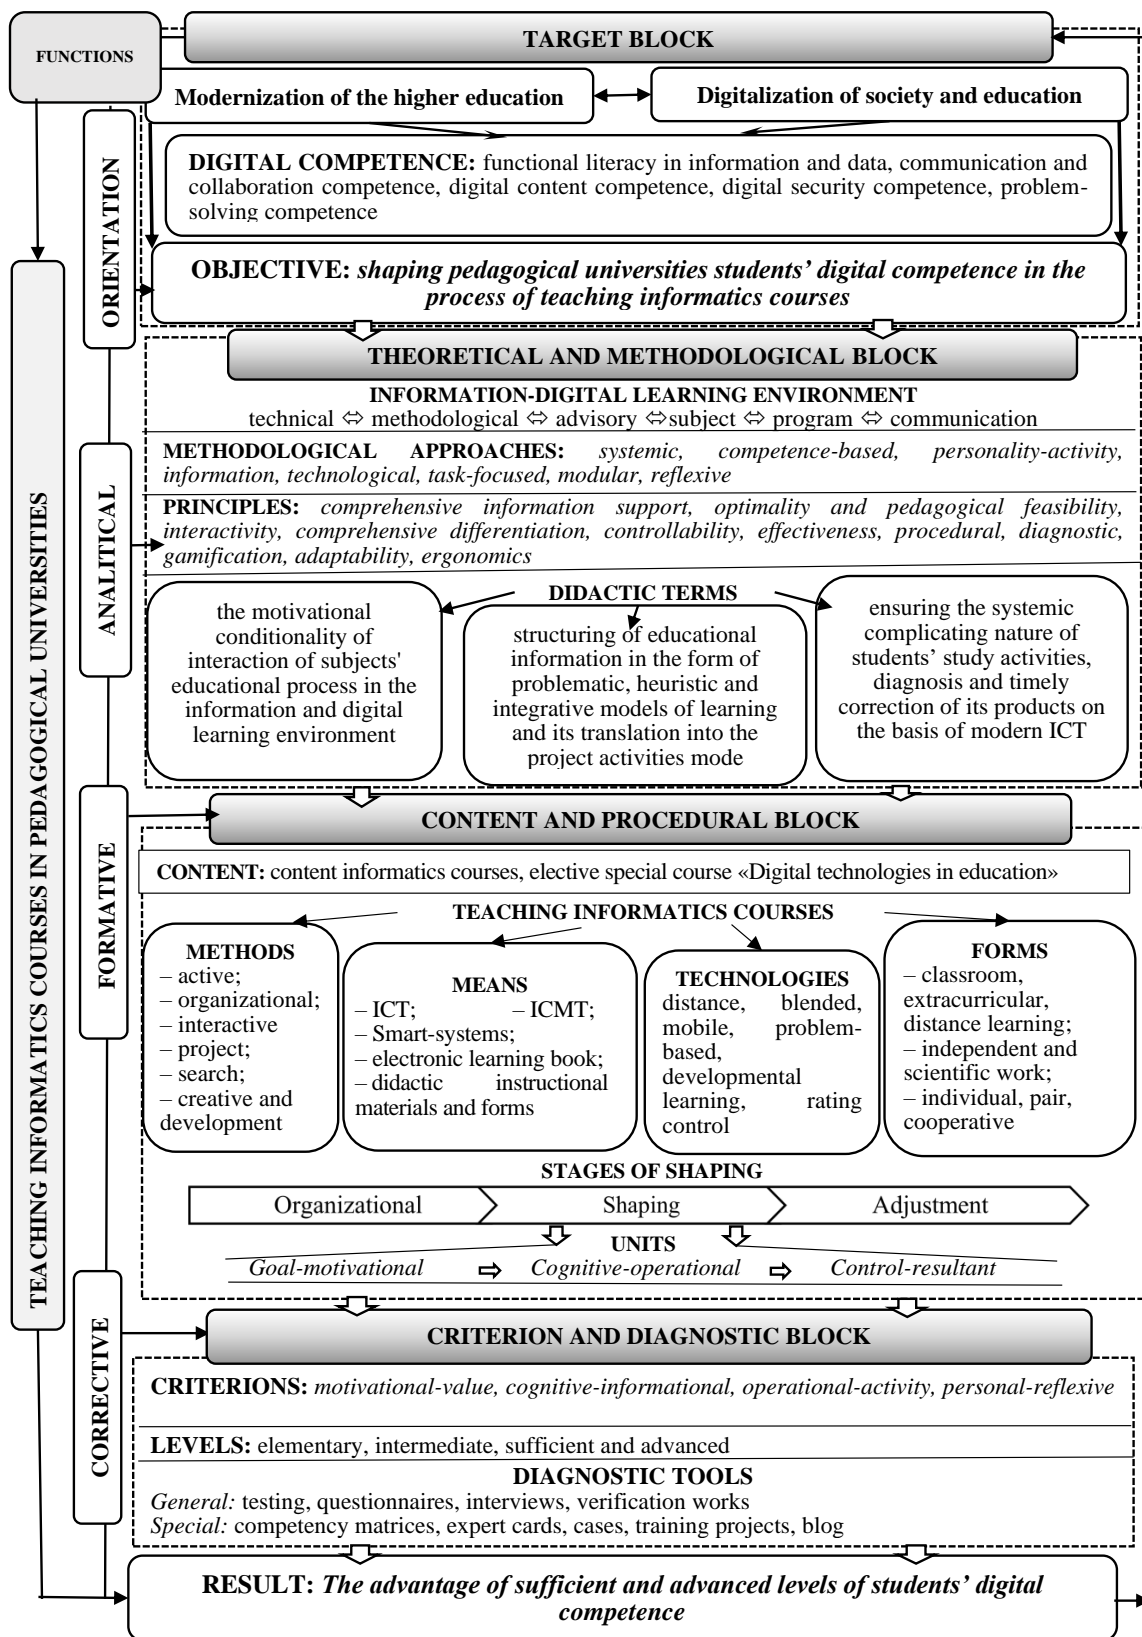 FUNCTIONS
TARGET BLOCK
Modernization of the higher education
Digitalization of society and education
DIGITAL COMPETENCE: functional literacy in information and data, communication and
collaboration competence, digital content competence, digital security competence, problem-
solving competence
OBJECTIVE: shaping pedagogical universities students’ digital competence in the
process of teaching informatics courses
ORIENTATION
TEACHING INFORMATICS COURSES IN PEDAGOGICAL UNIVERSITIES
THEORETICAL AND METHODOLOGICAL BLOCK
INFORMATION-DIGITAL LEARNING ENVIRONMENT
technical ⬄ methodological ⬄ advisory ⬄subject ⬄ program ⬄ communication
METHODOLOGICAL APPROACHES: systemic, competence-based, personality-activity,
information, technological, task-focused, modular, reflexive
PRINCIPLES: comprehensive information support, optimality and pedagogical feasibility,
interactivity, comprehensive differentiation, controllability, effectiveness, procedural, diagnostic,
gamification, adaptability, ergonomics
ANALITICAL
DIDACTIC TERMS
the motivational
conditionality of
interaction of subjects'
educational process in the
information and digital
learning environment
structuring of educational
information in the form of
problematic, heuristic and
integrative models of learning
and its translation into the
project activities mode
ensuring the systemic
complicating nature of
students’ study activities,
diagnosis and timely
correction of its products on
the basis of modern ICT
CONTENT AND PROCEDURAL BLOCK
FORMATIVE
CONTENT: content informatics courses, elective special course «Digital technologies in education»
TEACHING INFORMATICS COURSES
METHODS
– active;
– organizational;
– interactive
– project;
– search;
– creative and
development
MEANS
– ICT; – ICMT;
– Smart-systems;
– electronic learning book;
– didactic instructional
materials and forms
TECHNOLOGIES
distance, blended,
mobile, problem-
based,
developmental
learning, rating
control
FORMS
– classroom,
extracurricular,
distance learning;
– independent and
scientific work;
– individual, pair,
cooperative
STAGES OF SHAPING
Organizational
Shaping
Adjustment
UNITS
Goal-motivational ⇨ Cognitive-operational ⇨ Control-resultant
CRITERION AND DIAGNOSTIC BLOCK
CORRECTIVE
CRITERIONS: motivational-value, cognitive-informational, operational-activity, personal-reflexive
LEVELS: elementary, intermediate, sufficient and advanced
DIAGNOSTIC TOOLS
General: testing, questionnaires, interviews, verification works
Special: competency matrices, expert cards, cases, training projects, blog
RESULT: The advantage of sufficient and advanced levels of students’ digital
competence